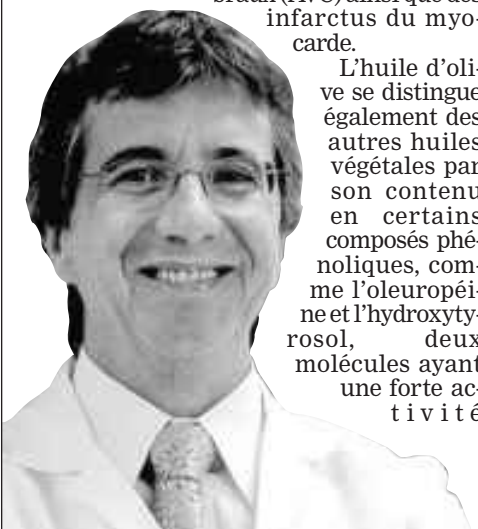 infarctus du myo-
carde.
L’huile d’oli-
ve se distingue
également des
autres huiles
végétales par
son contenu
en certains
composés phé-
noliques, com-
me l’oleuropéi-
ne et l’hydroxyty-
rosol, deux
molécules ayant
une forte ac-
tivité